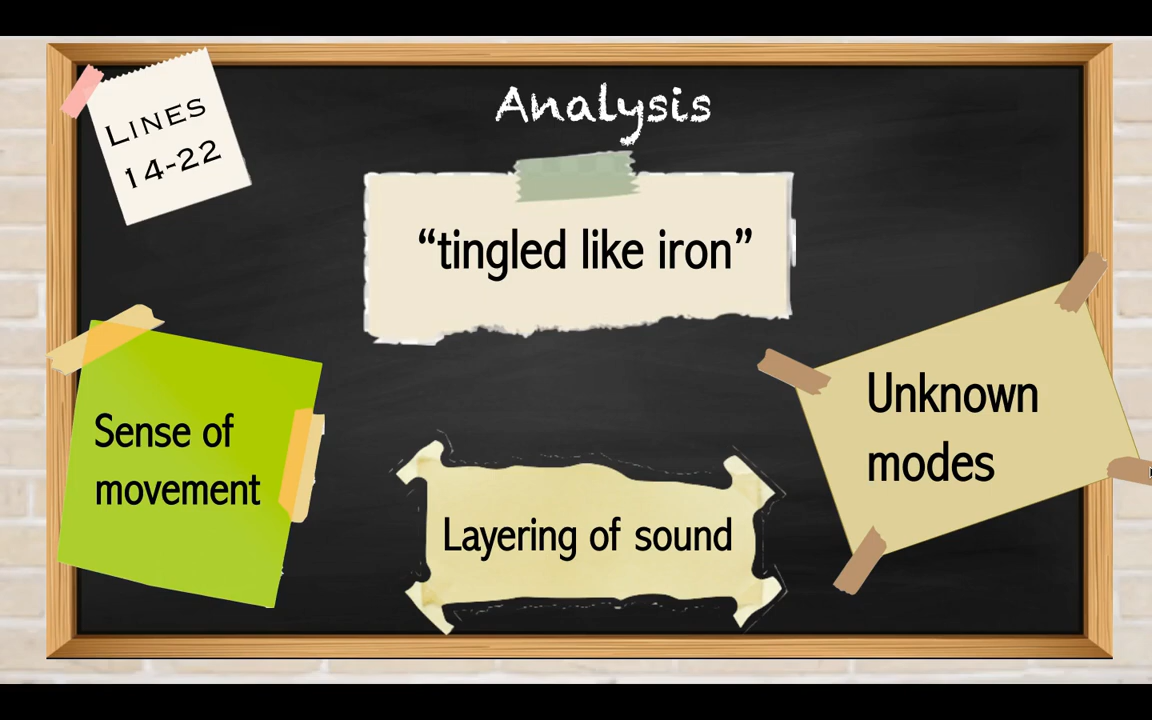 LINES
14-22
Analysis
“tingled like iron”
Sense of
movement
Layering of sound
Unknown
modes